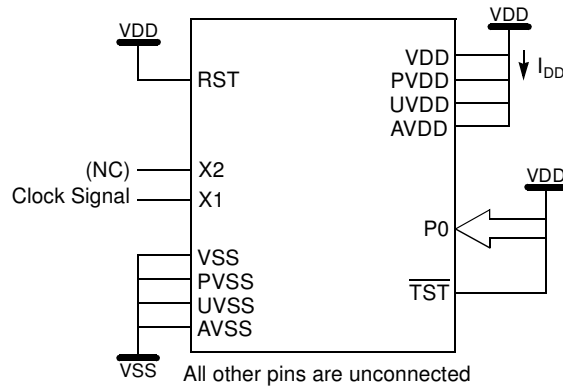 VDD
RST
(NC)
X2
Clock Signal
X1
VSS
PVSS
UVSS
AVSS
VSS
VDD
VDD
PVDD
UVDD
AVDD
IDD
VDD
P0
TST
All other pins are unconnected